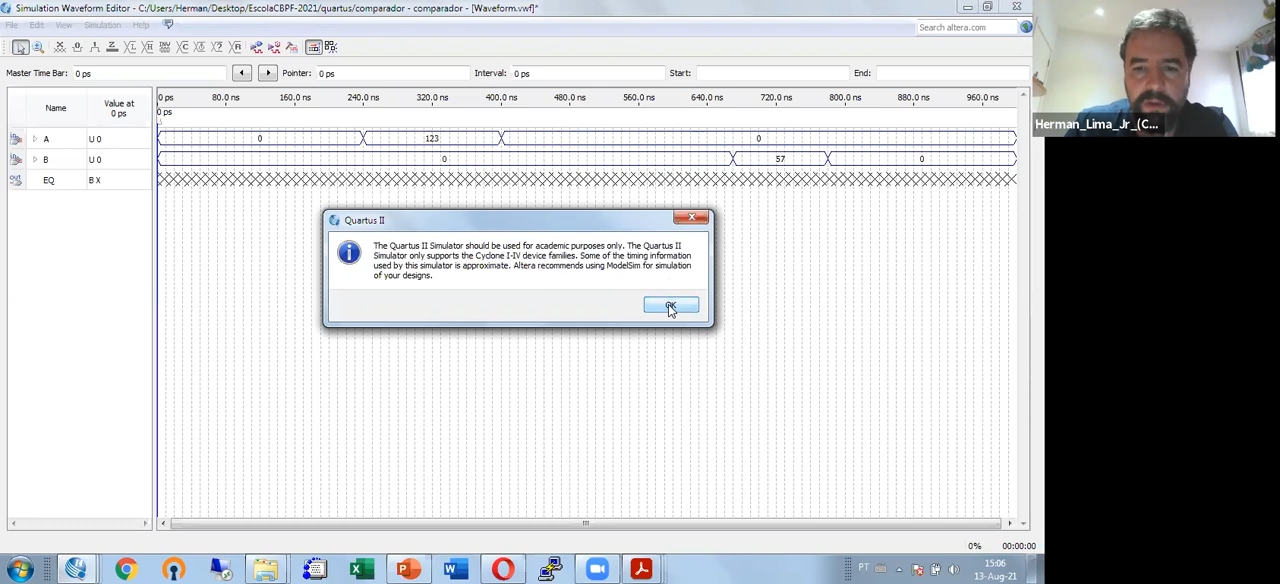 Simulation Waveform Editor - C:/Users/Herman/Desktop/EscolaCBPF-2021/quartus/comparador - comparador - [Waveform.vwf]*
File Edit View Simulation Help
Search altera.com
Master Time Bar: 0 ps Pointer: 0 ps Interval: 0 ps Start: End:
Name Value at 0 ps
0 ps 80.0 ns 160.0 ns 240.0 ns 320.0 ns 400.0 ns 480.0 ns 560.0 ns 640.0 ns 720.0 ns 800.0 ns 880.0 ns 960.0 ns
0 ps
A U 0 0 123 0
B U 0 0 57 0
EQ B X
Quartus II
The Quartus II Simulator should be used for academic purposes only. The Quartus II
Simulator only supports the Cyclone I-IV device families. Some of the timing information
used by this simulator is approximate. Altera recommends using ModelSim for simulation
of your designs.
OK
Herman_Lima_Jr_(C...
0% 00:00:00
PT
15:06
13-Aug-21